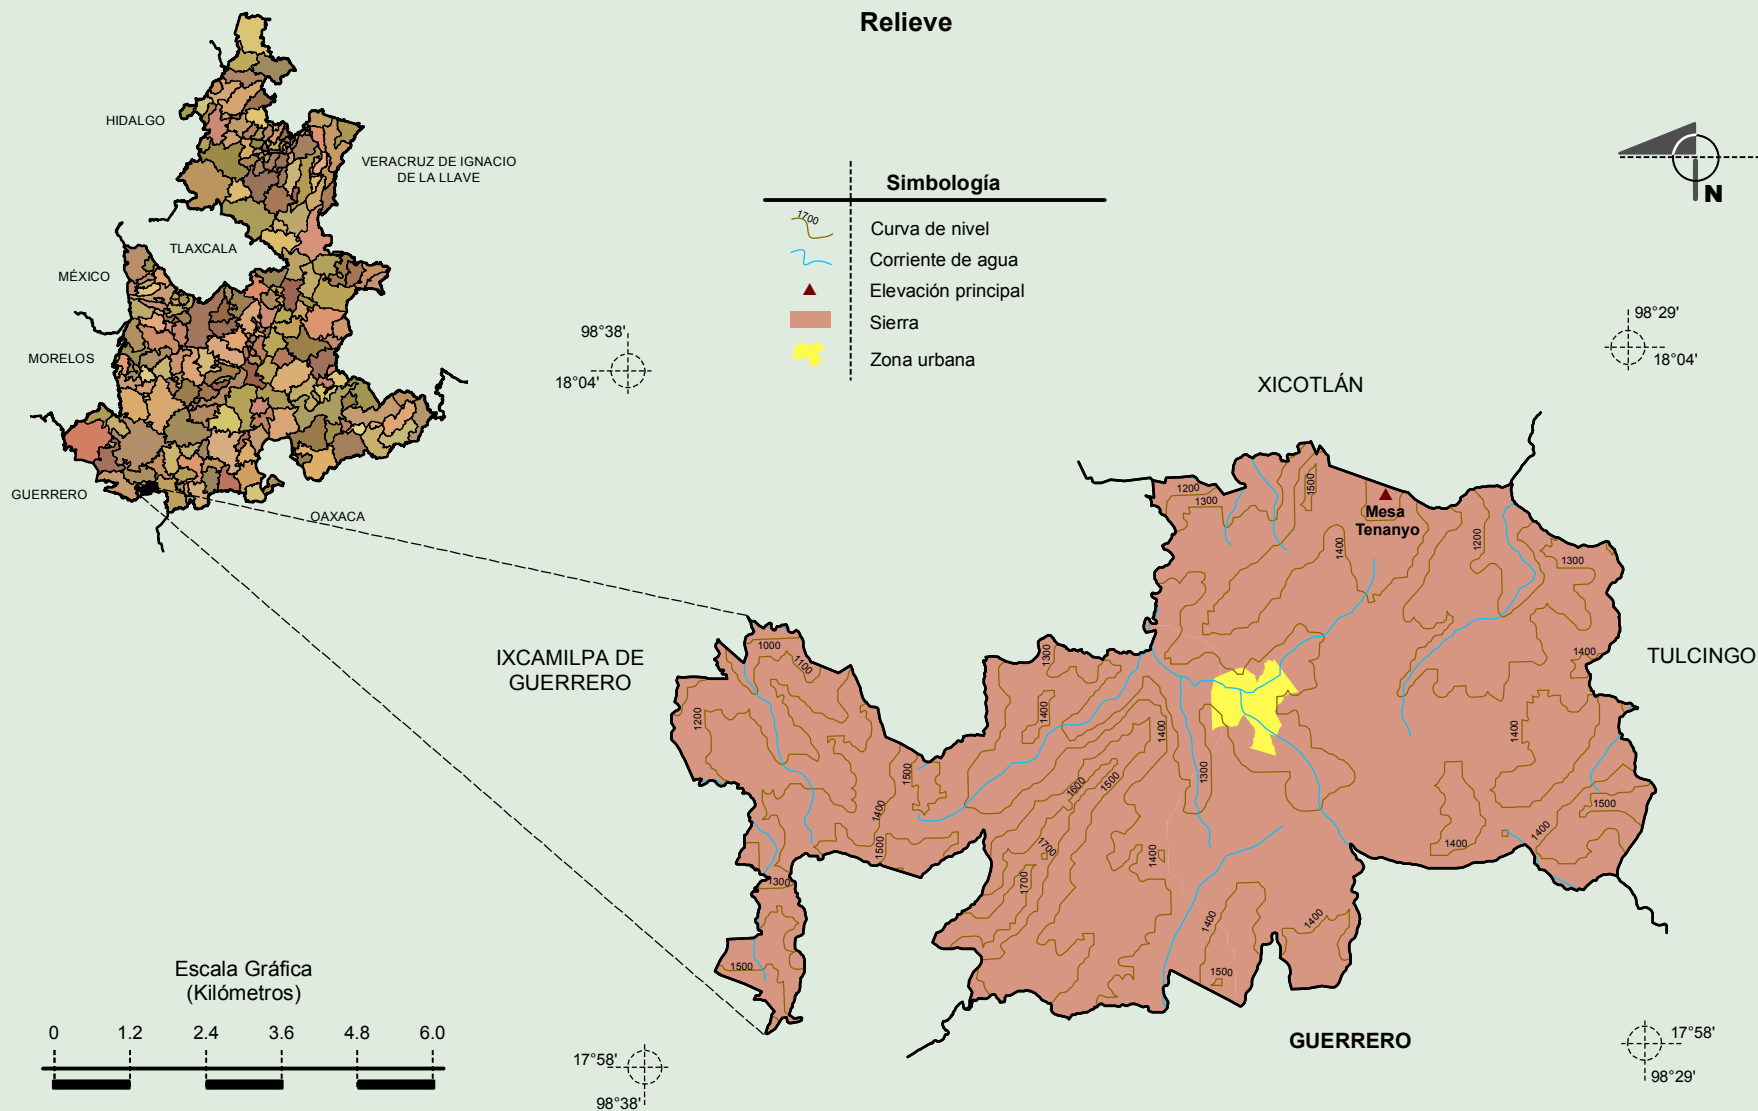 Relieve
HIDALGO
VERACRUZ DE IGNACIO
DE LA LLAVE
TLAXCALA
MÉXICO
MORELOS
GUERRERO
OAXACA
Simbología
1700
Curva de nivel
Corriente de agua
Elevación principal
Sierra
Zona urbana
N
98°38'
18°04'
98°29'
18°04'
XICOTLÁN
1200
1300
1500
Mesa
Tenanyo
1400
1200
1300
IXCAMILPA DE
GUERRERO
TULCINGO
1000
1100
1300
1400
1200
1400
1400
1400
1500
1300
1600
1500
1400
1500
1400
1500
1700
1400
1400
1700
1300
1400
1400
1500
1500
GUERRERO
Escala Gráfica
(Kilómetros)
0 1.2 2.4 3.6 4.8 6.0
17°58'
98°38'
17°58'
98°29'